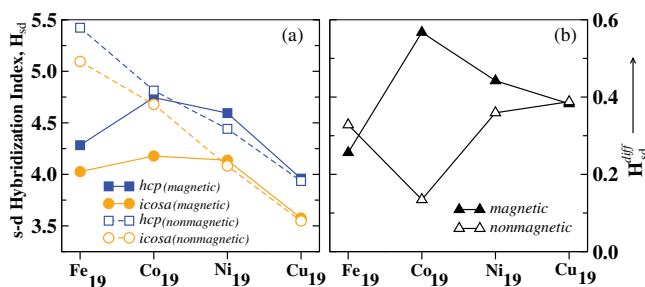 s-d Hybridization Index, H_sd
5.5
5.0
4.5
4.0
3.5
(a)
hcp(magnetic)
icosa(magnetic)
hcp(nonmagnetic)
icosa(nonmagnetic)
Fe19 Co19 Ni19 Cu19
(b)
magnetic
nonmagnetic
Fe19 Co19 Ni19 Cu19
0.6
0.4
0.2
0.0
H_sd^diff